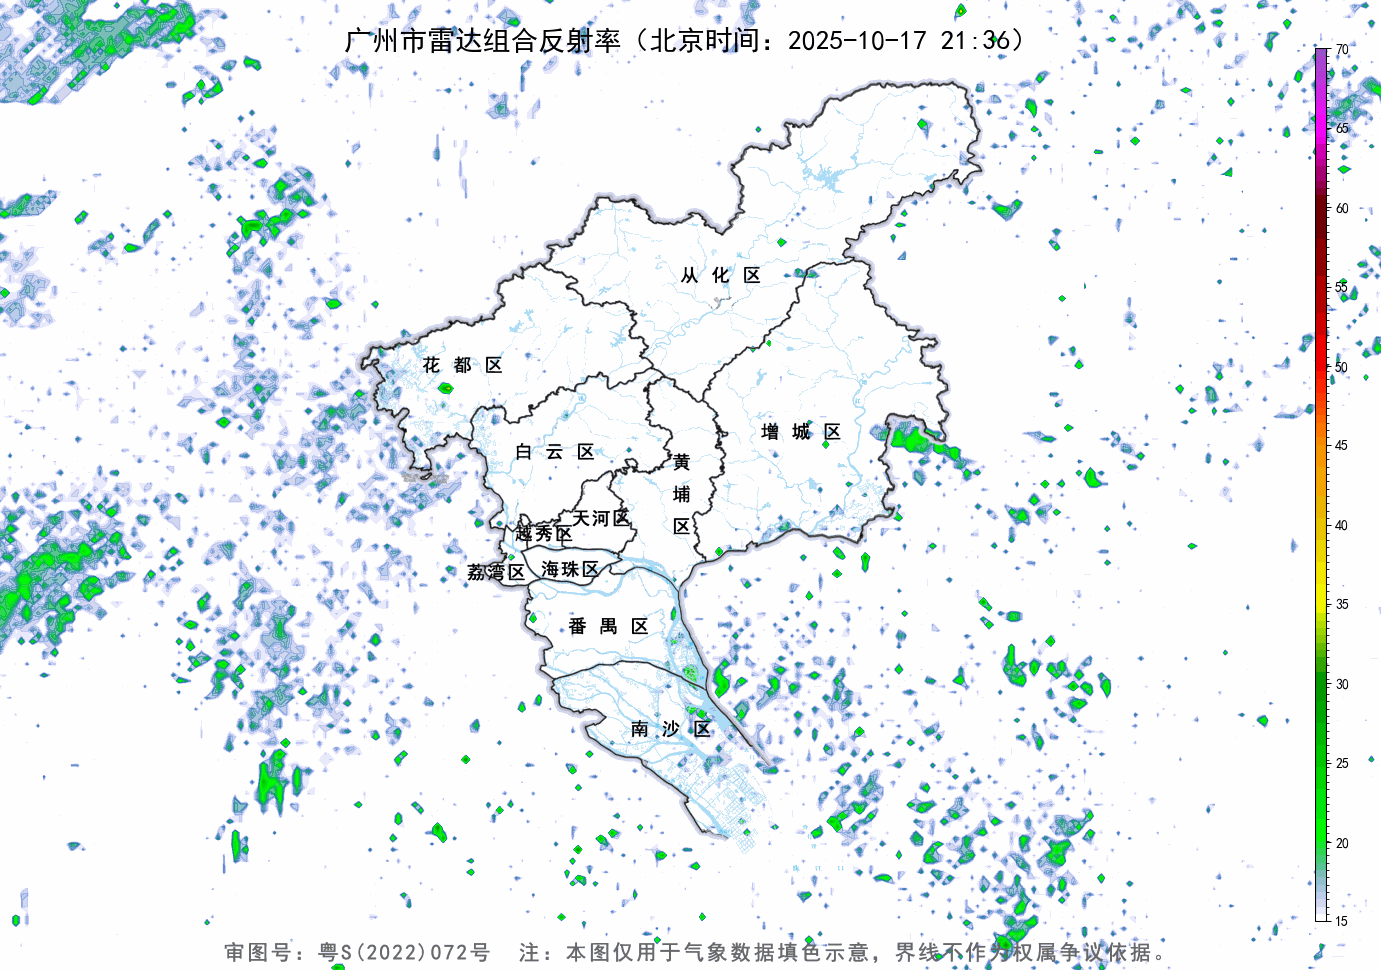 广州市雷达组合反射率（北京时间：2025-10-17 21:36）
70
65
60
55
50
45
40
35
30
25
20
15
从化区
花都区
增城区
白云区
黄埔区
天河区
越秀区
荔湾区
海珠区
番禺区
南沙区
审图号：粤S(2022)072号 注：本图仅用于气象数据填色示意，界线不作为权属争议依据。